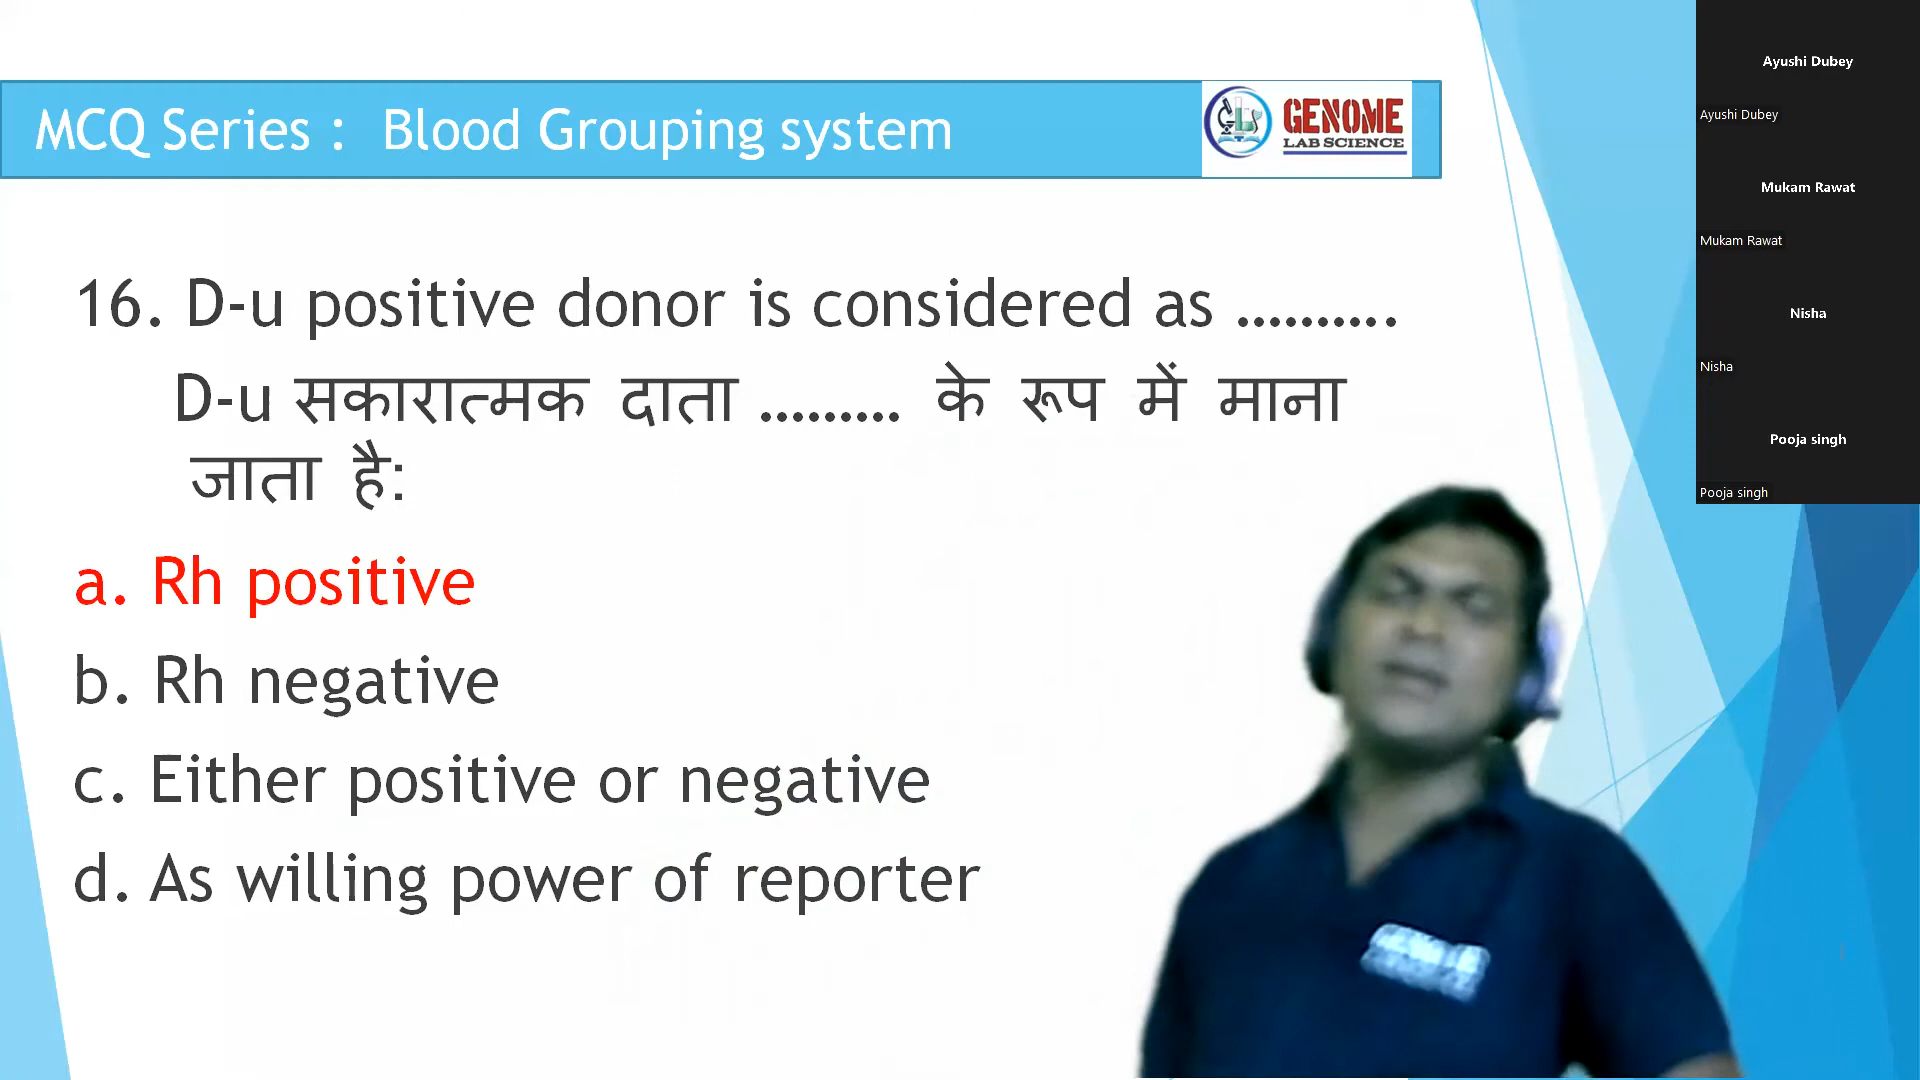 MCQ Series :  Blood Grouping system
GENOME
LAB SCIENCE
16. D-u positive donor is considered as ..........
D-u सकारात्मक दाता ......... के रूप में माना
जाता है:
a. Rh positive
b. Rh negative
c. Either positive or negative
d. As willing power of reporter
Ayushi Dubey
Ayushi Dubey
Mukam Rawat
Mukam Rawat
Nisha
Nisha
Pooja singh
Pooja singh